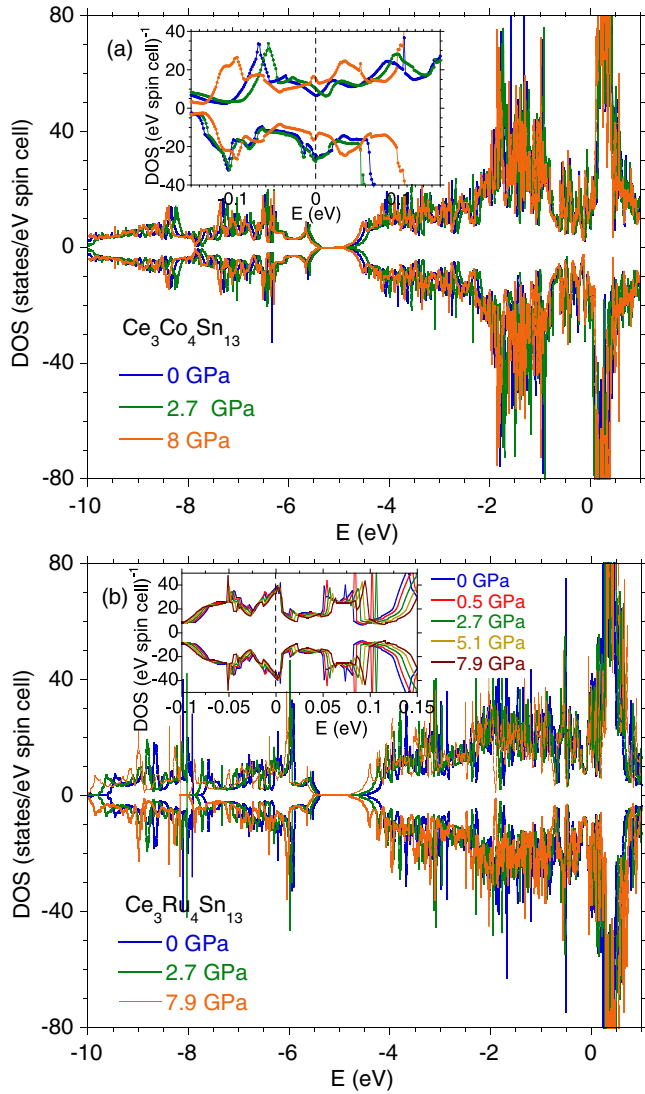 (a)
DOS (eV spin cell)⁻¹
40
20
0
-20
-40
-0.1
0
0.1
E (eV)
DOS (states/eV spin cell)
80
40
0
-40
-80
Ce₃Co₄Sn₁₃
0 GPa
2.7 GPa
8 GPa
-10
-8
-6
-4
-2
0
E (eV)
(b)
DOS (eV spin cell)⁻¹
40
20
0
-20
-40
-0.1
-0.05
0
0.05
0.1
0.15
E (eV)
0 GPa
0.5 GPa
2.7 GPa
5.1 GPa
7.9 GPa
DOS (states/eV spin cell)
80
40
0
-40
-80
Ce₃Ru₄Sn₁₃
0 GPa
2.7 GPa
7.9 GPa
-10
-8
-6
-4
-2
0
E (eV)